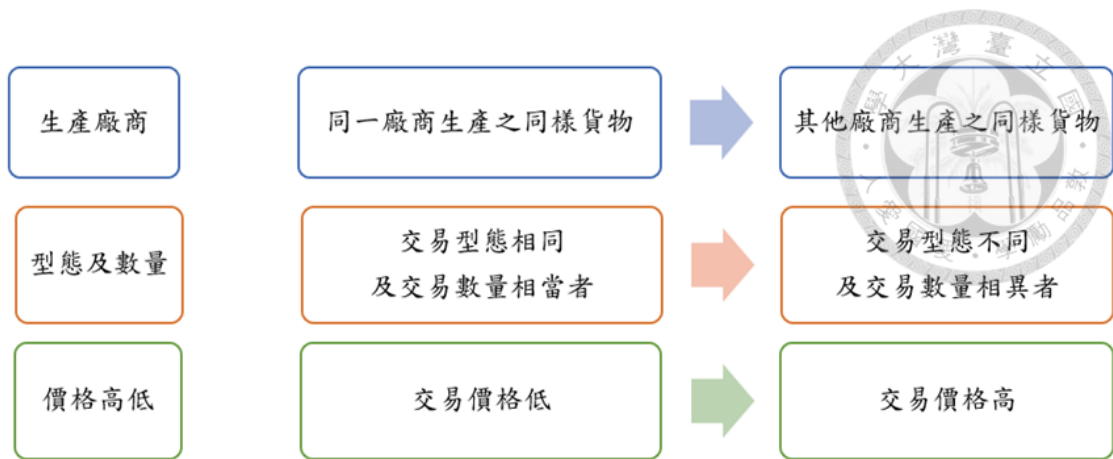 生產廠商
同一廠商生產之同樣貨物
其他廠商生產之同樣貨物
型態及數量
交易型態相同
及交易數量相當者
交易型態不同
及交易數量相異者
價格高低
交易價格低
交易價格高